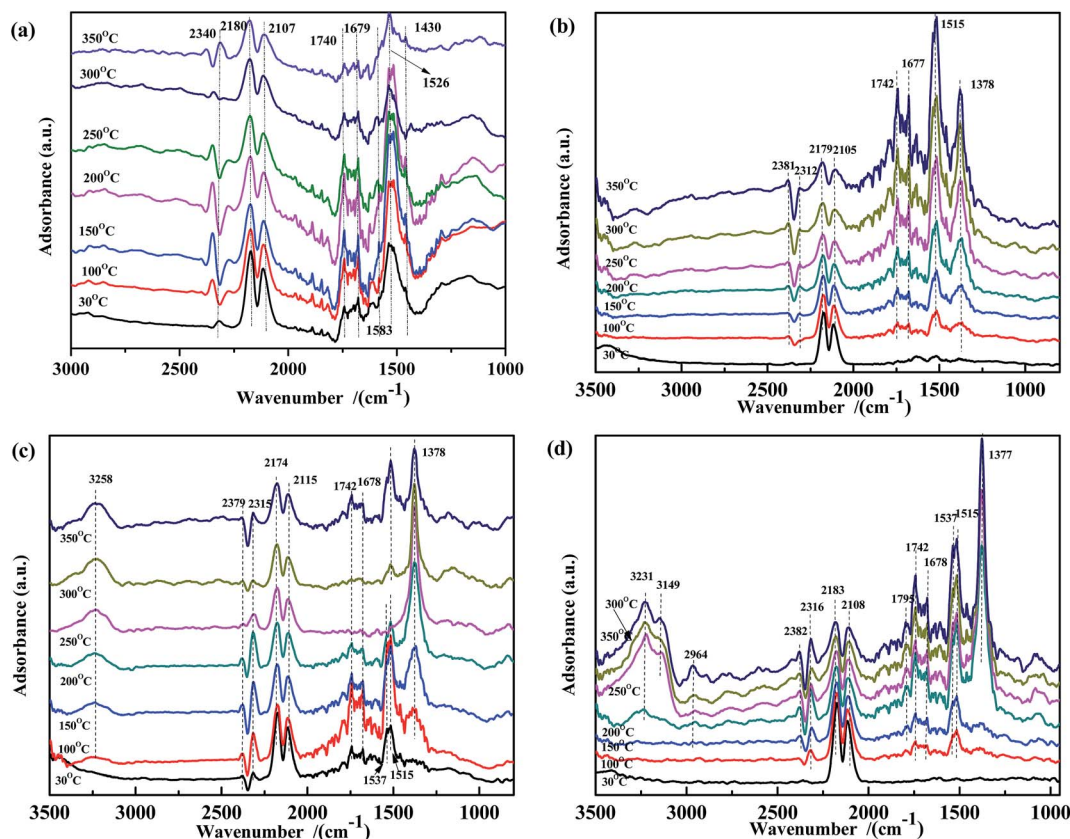 (a)
2340
2180
2107
1740
1679
1430
1526
1583
350°C
300°C
250°C
200°C
150°C
100°C
30°C
Adsorbance (a.u.)
3000 2500 2000 1500 1000
Wavenumber /(cm⁻¹)
(b)
1515
1742
1677
1378
2381
2312
2179
2105
350°C
300°C
250°C
200°C
150°C
100°C
30°C
Adsorbance (a.u.)
3500 3000 2500 2000 1500 1000
Wavenumber /(cm⁻¹)
(c)
3258
2379
2315
2174
2115
1742
1678
1378
1537
1515
350°C
300°C
250°C
200°C
150°C
100°C
30°C
Adsorbance (a.u.)
3500 3000 2500 2000 1500 1000
Wavenumber /(cm⁻¹)
(d)
1377
1537
1515
1742
1678
1795
3231
3149
2964
2382
2316
2183
2108
300°C
350°C
250°C
200°C
150°C
100°C
30°C
Adsorbance (a.u.)
3500 3000 2500 2000 1500 1000
Wavenumber /(cm⁻¹)